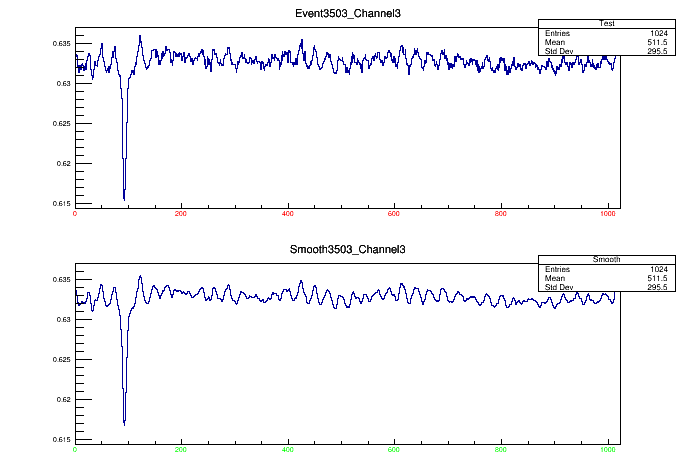 Event3503_Channel3
Test
Entries 1024
Mean 511.5
Std Dev 295.5
0.635
0.63
0.625
0.62
0.615
0 200 400 600 800 1000
Smooth3503_Channel3
Smooth
Entries 1024
Mean 511.5
Std Dev 295.5
0.635
0.63
0.625
0.62
0.615
0 200 400 600 800 1000